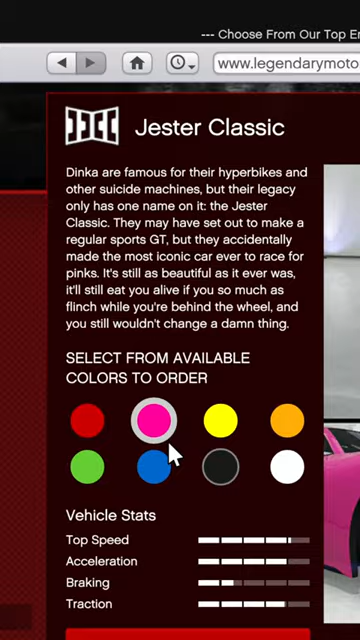 --- Choose From Our Top En
www.legendarymoto
Jester Classic
Dinka are famous for their hyperbikes and
other suicide machines, but their legacy
only has one name on it: the Jester
Classic. They may have set out to make a
regular sports GT, but they accidentally
made the most iconic car ever to race for
pinks. It's still as beautiful as it ever was,
it'll still eat you alive if you so much as
flinch while you're behind the wheel, and
you still wouldn't change a damn thing.
SELECT FROM AVAILABLE
COLORS TO ORDER
Vehicle Stats
Top Speed
Acceleration
Braking
Traction